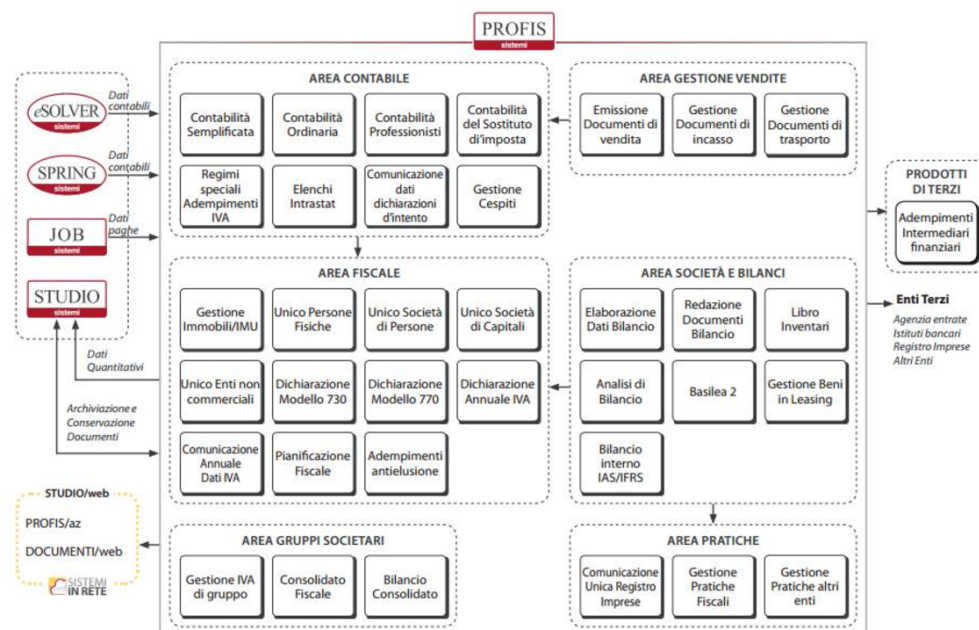 PROFIS
sistemi
eSOLVER
sistemi
Dati
contabili
SPRING
sistemi
Dati
contabili
JOB
sistemi
Dati
paghe
STUDIO
sistemi
Dati
Quantitativi
Archiviazione e
Conservazione
Documenti
STUDIO/web
PROFIS/az
DOCUMENTI/web
SISTEMI
IN RETE
AREA CONTABILE
Contabilità
Semplificata
Contabilità
Ordinaria
Contabilità
Professionisti
Contabilità
del Sostituto
d'imposta
Regimi
speciali
Adempimenti
IVA
Elenchi
Intrastat
Comunicazione
dati
dichiarazioni
d'intento
Gestione
Cespiti
AREA GESTIONE VENDITE
Emissione
Documenti di
vendita
Gestione
Documenti di
incasso
Gestione
Documenti di
trasporto
AREA FISCALE
Gestione
Immobili/IMU
Unico Persone
Fisiche
Unico Società
di Persone
Unico Società
di Capitali
Unico Enti non
commerciali
Dichiarazione
Modello 730
Dichiarazione
Modello 770
Dichiarazione
Annuale IVA
Comunicazione
Annuale
Dati IVA
Pianificazione
Fiscale
Adempimenti
antielusione
AREA SOCIETÀ E BILANCI
Elaborazione
Dati Bilancio
Redazione
Documenti
Bilancio
Libro
Inventari
Analisi di
Bilancio
Basilea 2
Gestione Beni
in Leasing
Bilancio
interno
IAS/IFRS
AREA GRUPPI SOCIETARI
Gestione IVA
di gruppo
Consolidato
Fiscale
Bilancio
Consolidato
AREA PRATICHE
Comunicazione
Unica Registro
Imprese
Gestione
Pratiche
Fiscali
Gestione
Pratiche altri
enti
PRODOTTI
DI TERZI
Adempimenti
Intermediari
finanziari
Enti Terzi
Agenzia entrate
Istituti bancari
Registro Imprese
Altri Enti